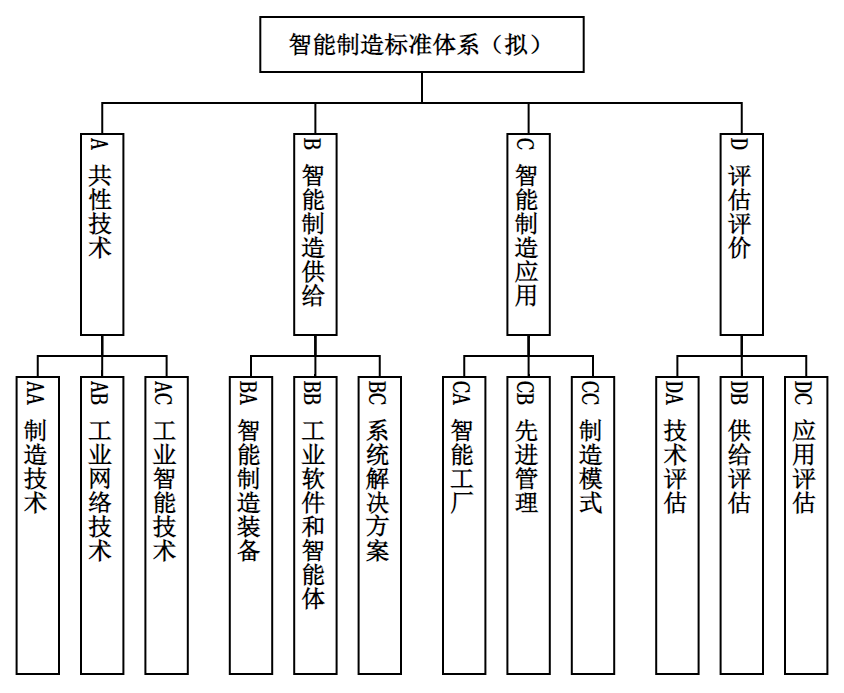 智能制造标准体系（拟）
A 共性技术
B 智能制造供给
C 智能制造应用
D 评估评价
AA 制造技术
AB 工业网络技术
AC 工业智能技术
BA 智能制造装备
BB 工业软件和智能体
BC 系统解决方案
CA 智能工厂
CB 先进管理
CC 制造模式
DA 技术评估
DB 供给评估
DC 应用评估